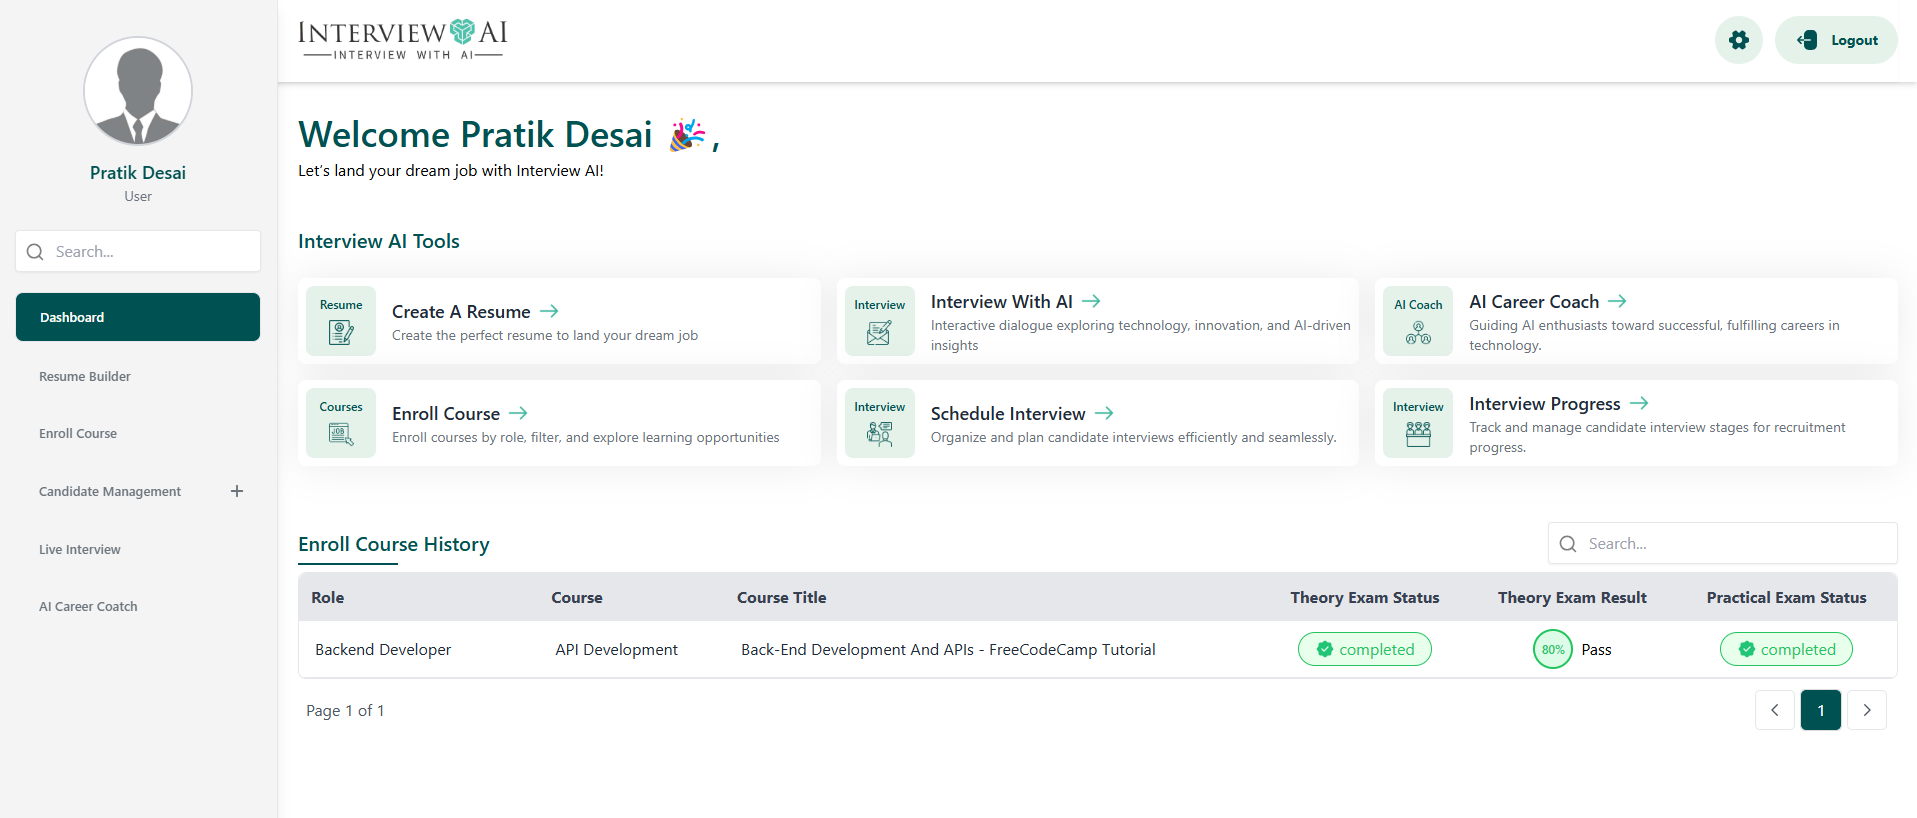 Pratik Desai
User
Search...
Dashboard
Resume Builder
Enroll Course
Candidate Management
Live Interview
AI Career Coatch
INTERVIEW AI
INTERVIEW WITH AI
Logout
Welcome Pratik Desai 🎉,
Let's land your dream job with Interview AI!
Interview AI Tools
Resume
Create A Resume
Create the perfect resume to land your dream job
Interview
Interview With AI
Interactive dialogue exploring technology, innovation, and AI-driven
insights
AI Coach
AI Career Coach
Guiding AI enthusiasts toward successful, fulfilling careers in
technology.
Courses
JOB
Enroll Course
Enroll courses by role, filter, and explore learning opportunities
Interview
Schedule Interview
Organize and plan candidate interviews efficiently and seamlessly.
Interview
Interview Progress
Track and manage candidate interview stages for recruitment
progress.
Enroll Course History
Search...
Role Course Course Title Theory Exam Status Theory Exam Result Practical Exam Status
Backend Developer API Development Back-End Development And APIs - FreeCodeCamp Tutorial completed 80% Pass completed
Page 1 of 1
1